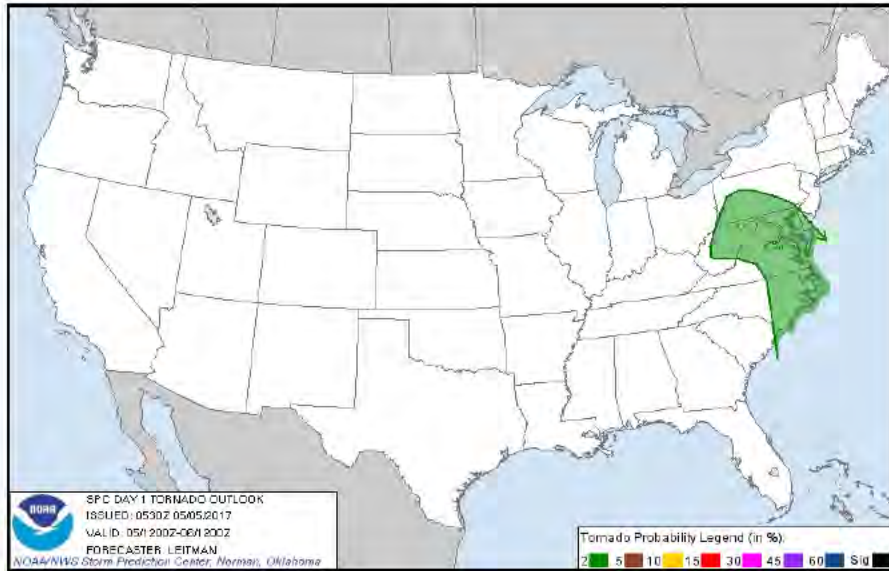 NOAA
SPC DAY 1 TORNADO OUTLOOK
ISSUED: 0530Z 05/05/2017
VALID: 05/1200Z-06/1200Z
FORECASTER: LEITMAN
NOAA/NWS Storm Prediction Center, Norman, Oklahoma
Tornado Probability Legend (in %):
2 5 10 15 30 45 60 Sig